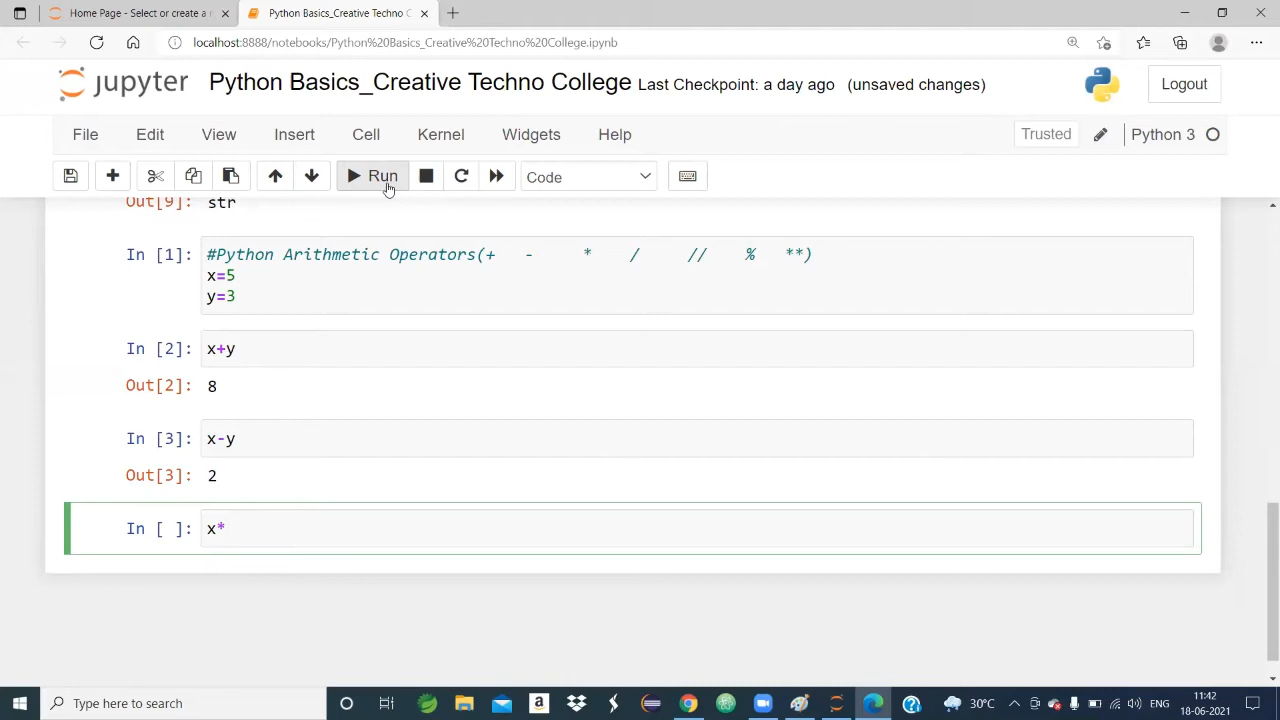 Home Page - Select or create a n
Python Basics_Creative Techno C
localhost:8888/notebooks/Python%20Basics_Creative%20Techno%20College.ipynb
jupyter Python Basics_Creative Techno College Last Checkpoint: a day ago (unsaved changes)
Logout
File Edit View Insert Cell Kernel Widgets Help
Trusted
Python 3
Run
Code
Out[9]: str
In [1]: #Python Arithmetic Operators(+ - * / // % **)
x=5
y=3
In [2]: x+y
Out[2]: 8
In [3]: x-y
Out[3]: 2
In [ ]: x*
Type here to search
30°C
ENG
11:42
18-06-2021